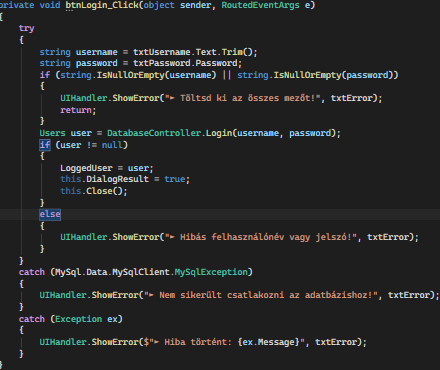 private void btnLogin_Click(object sender, RoutedEventArgs e)
{
try
{
string username = txtUsername.Text.Trim();
string password = txtPassword.Password;
if (string.IsNullOrEmpty(username) || string.IsNullOrEmpty(password))
{
UIHandler.ShowError("► Töltsd ki az összes mezőt!", txtError);
return;
}
Users user = DatabaseController.Login(username, password);
if (user != null)
{
LoggedUser = user;
this.DialogResult = true;
this.Close();
}
else
{
UIHandler.ShowError("► Hibás felhasználónév vagy jelszó!", txtError);
}
}
catch (MySql.Data.MySqlClient.MySqlException)
{
UIHandler.ShowError("► Nem sikerült csatlakozni az adatbázishoz!", txtError);
}
catch (Exception ex)
{
UIHandler.ShowError($"► Hiba történt: {ex.Message}", txtError);
}
}